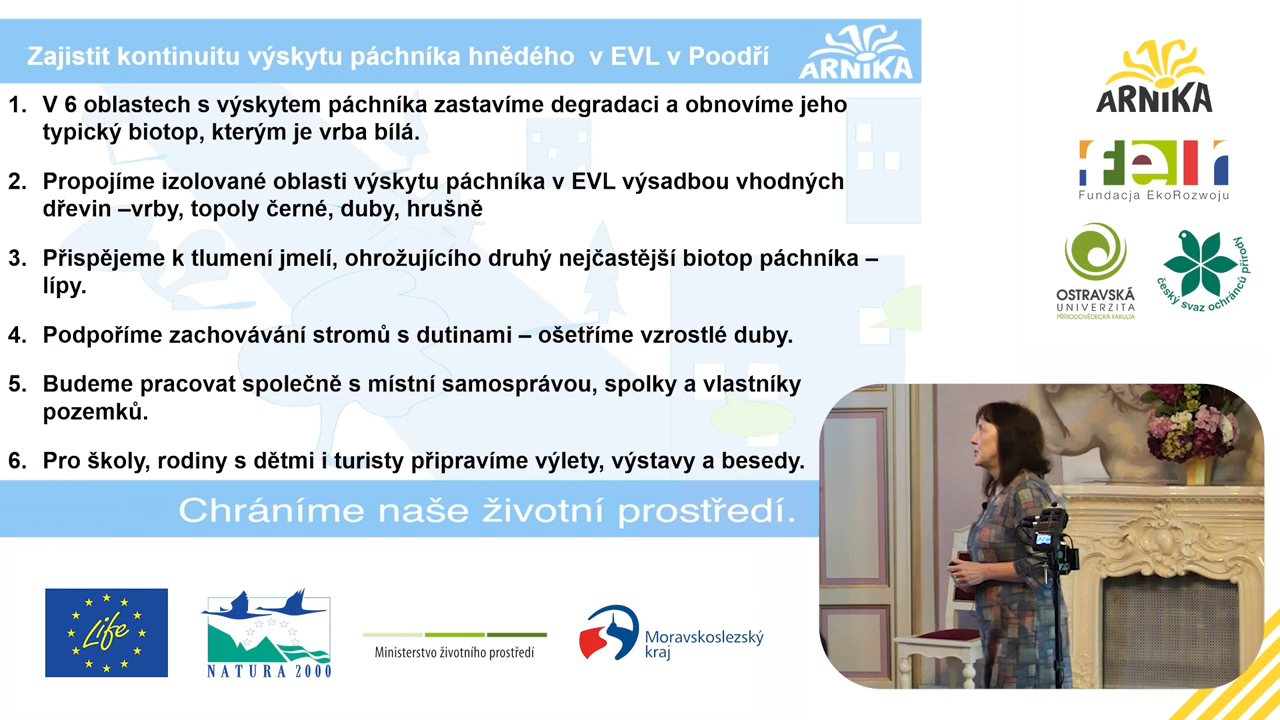 Zajistit kontinuitu výskytu páchníka hnědého v EVL v Poodří
ARNIKA
1. V 6 oblastech s výskytem páchníka zastavíme degradaci a obnovíme jeho
typický biotop, kterým je vrba bílá.
2. Propojíme izolované oblasti výskytu páchníka v EVL výsadbou vhodných
dřevin –vrby, topoly černé, duby, hrušně
3. Přispějeme k tlumení jmelí, ohrožujícího druhý nejčastější biotop páchníka –
lípy.
4. Podpoříme zachovávání stromů s dutinami – ošetříme vzrostlé duby.
5. Budeme pracovat společně s místní samosprávou, spolky a vlastníky
pozemků.
6. Pro školy, rodiny s dětmi i turisty připravíme výlety, výstavy a besedy.
Chráníme naše životní prostředí.
ARNIKA
feri
Fundacja EkoRozwoju
OSTRAVSKÁ
UNIVERZITA
PŘÍRODOVĚDECKÁ FAKULTA
český svaz ochránců přírody
Life
NATURA 2000
Ministerstvo životního prostředí
Moravskoslezský
kraj